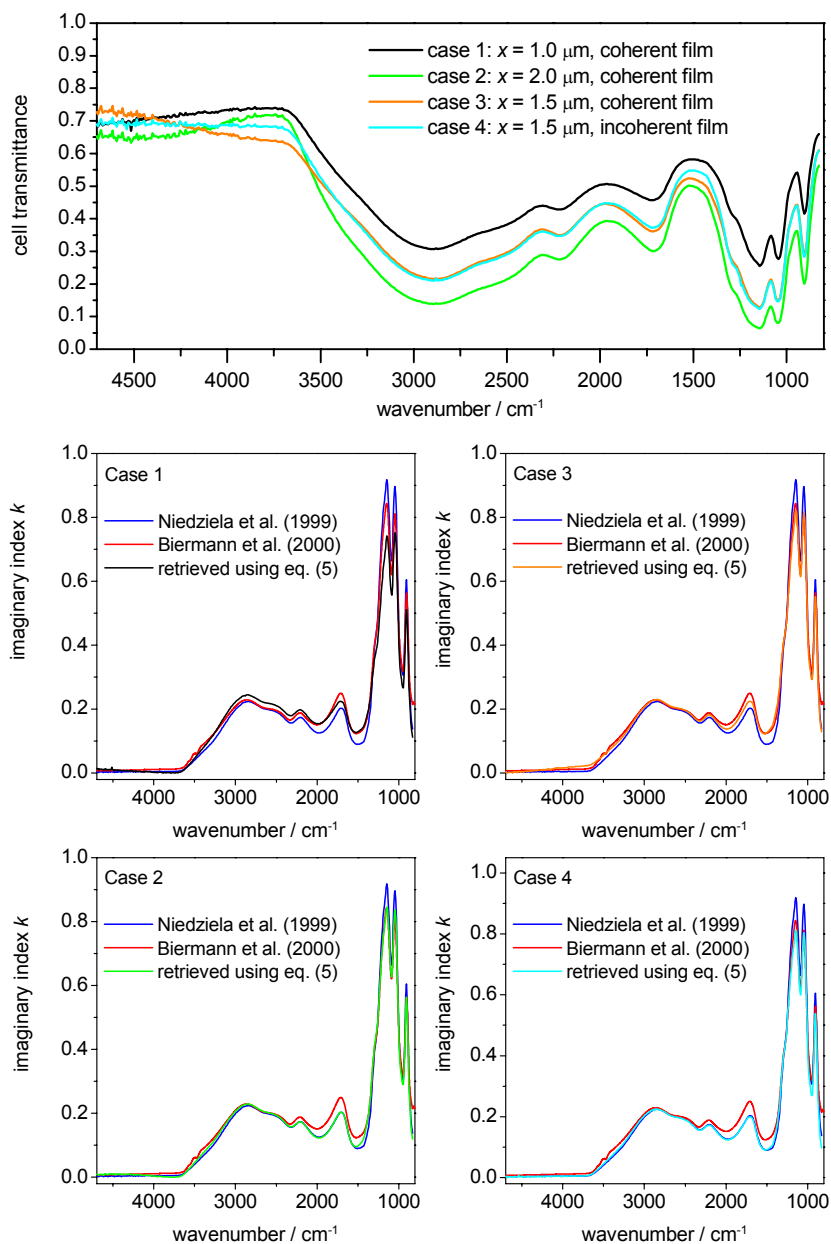 1.0
0.9
0.8
0.7
0.6
0.5
0.4
0.3
0.2
0.1
0.0
cell transmittance
case 1: x = 1.0 μm, coherent film
case 2: x = 2.0 μm, coherent film
case 3: x = 1.5 μm, coherent film
case 4: x = 1.5 μm, incoherent film
4500 4000 3500 3000 2500 2000 1500 1000
wavenumber / cm⁻¹
1.0
0.8
0.6
0.4
0.2
0.0
imaginary index k
Case 1
Niedziela et al. (1999)
Biermann et al. (2000)
retrieved using eq. (5)
4000 3000 2000 1000
wavenumber / cm⁻¹
1.0
0.8
0.6
0.4
0.2
0.0
imaginary index k
Case 3
Niedziela et al. (1999)
Biermann et al. (2000)
retrieved using eq. (5)
4000 3000 2000 1000
wavenumber / cm⁻¹
1.0
0.8
0.6
0.4
0.2
0.0
imaginary index k
Case 2
Niedziela et al. (1999)
Biermann et al. (2000)
retrieved using eq. (5)
4000 3000 2000 1000
wavenumber / cm⁻¹
1.0
0.8
0.6
0.4
0.2
0.0
imaginary index k
Case 4
Niedziela et al. (1999)
Biermann et al. (2000)
retrieved using eq. (5)
4000 3000 2000 1000
wavenumber / cm⁻¹